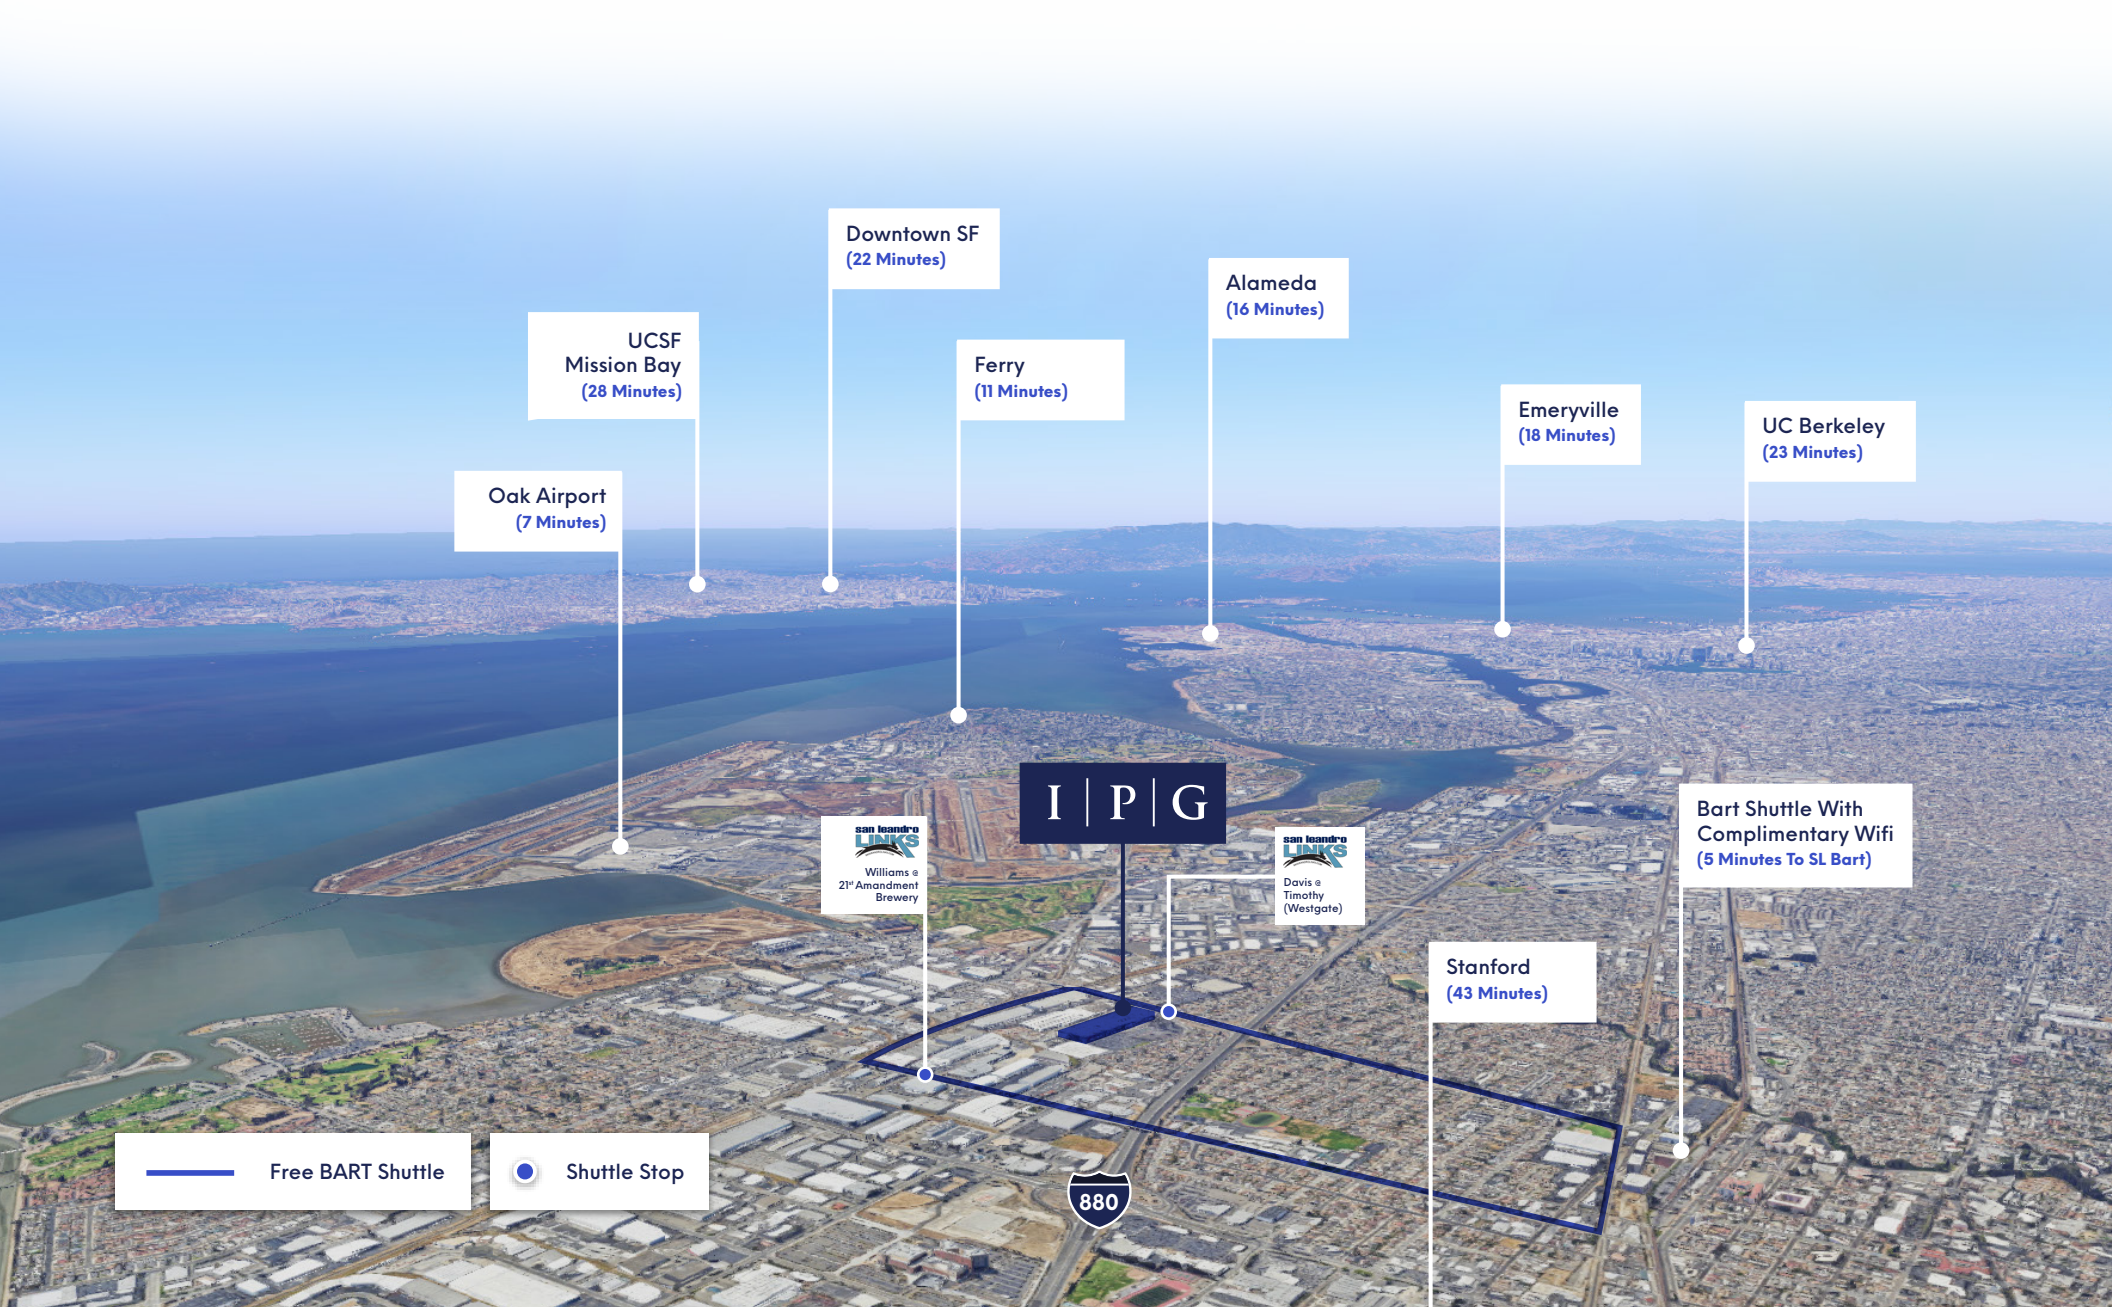 Downtown SF
(22 Minutes)
Alameda
(16 Minutes)
UCSF
Mission Bay
(28 Minutes)
Ferry
(11 Minutes)
Emeryville
(18 Minutes)
UC Berkeley
(23 Minutes)
Oak Airport
(7 Minutes)
I|P|G
Bart Shuttle With
Complimentary Wifi
(5 Minutes To SL Bart)
san leandro
LINKS
Williams @
21st Amandment
Brewery
san leandro
LINKS
Davis @
Timothy
(Westgate)
Stanford
(43 Minutes)
Free BART Shuttle
Shuttle Stop
880